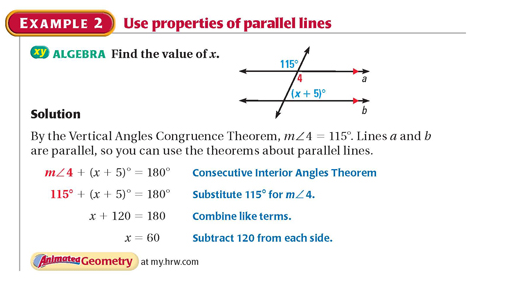 EXAMPLE 2 Use properties of parallel lines
xy ALGEBRA Find the value of x.
115°
4
a
(x + 5)°
b
Solution
By the Vertical Angles Congruence Theorem, m∠4 = 115°. Lines a and b
are parallel, so you can use the theorems about parallel lines.
m∠4 + (x + 5)° = 180° Consecutive Interior Angles Theorem
115° + (x + 5)° = 180° Substitute 115° for m∠4.
x + 120 = 180 Combine like terms.
x = 60 Subtract 120 from each side.
Animated Geometry at my.hrw.com